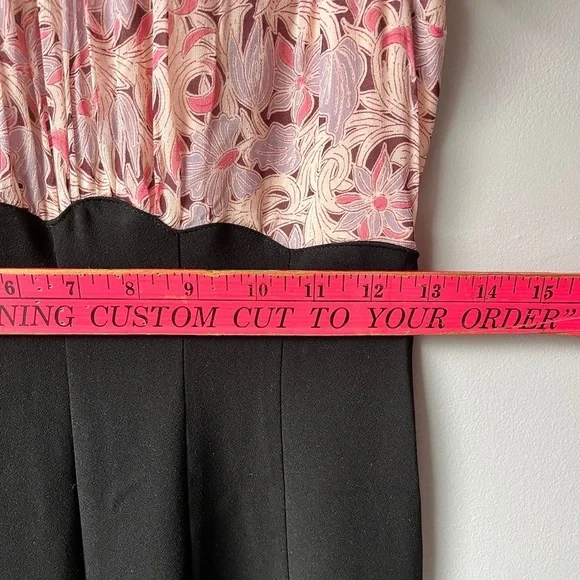 6 7 8 9 10 11 12 13 14 15
NING CUSTOM CUT TO YOUR ORDER”